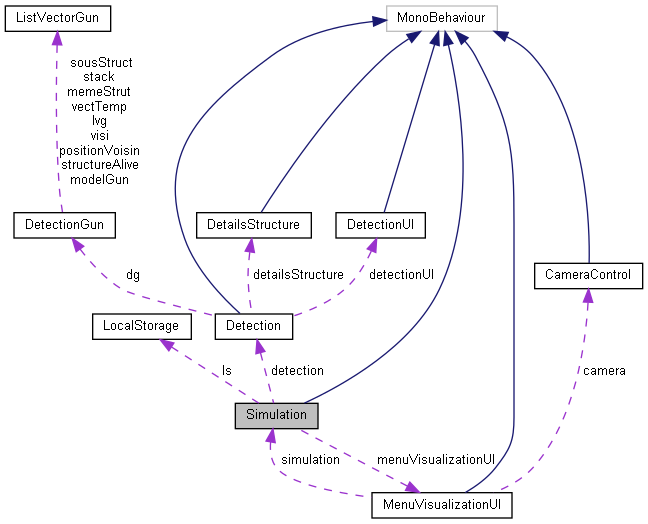 ListVectorGun
MonoBehaviour
sousStruct
stack
memeStrut
vectTemp
lvg
visi
positionVoisin
structureAlive
modelGun
DetectionGun
DetailsStructure
DetectionUI
CameraControl
dg
detailsStructure
detectionUI
LocalStorage
Detection
ls
detection
camera
Simulation
simulation
menuVisualizationUI
MenuVisualizationUI